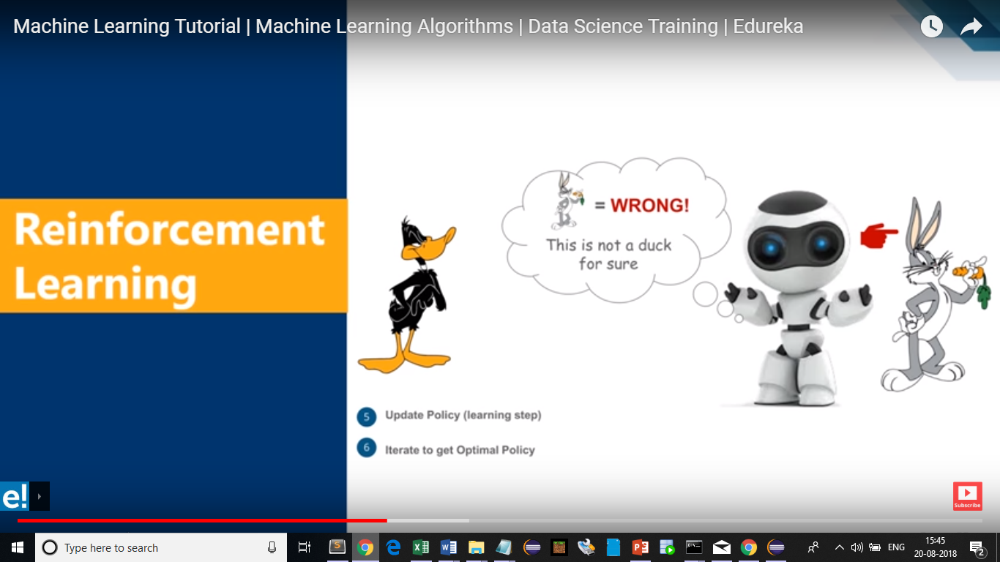 Machine Learning Tutorial | Machine Learning Algorithms | Data Science Training | Edureka
= WRONG!
This is not a duck
for sure
Reinforcement
Learning
5 Update Policy (learning step)
6 Iterate to get Optimal Policy
e!
Subscribe
Type here to search
ENG
15:45
20-08-2018
2